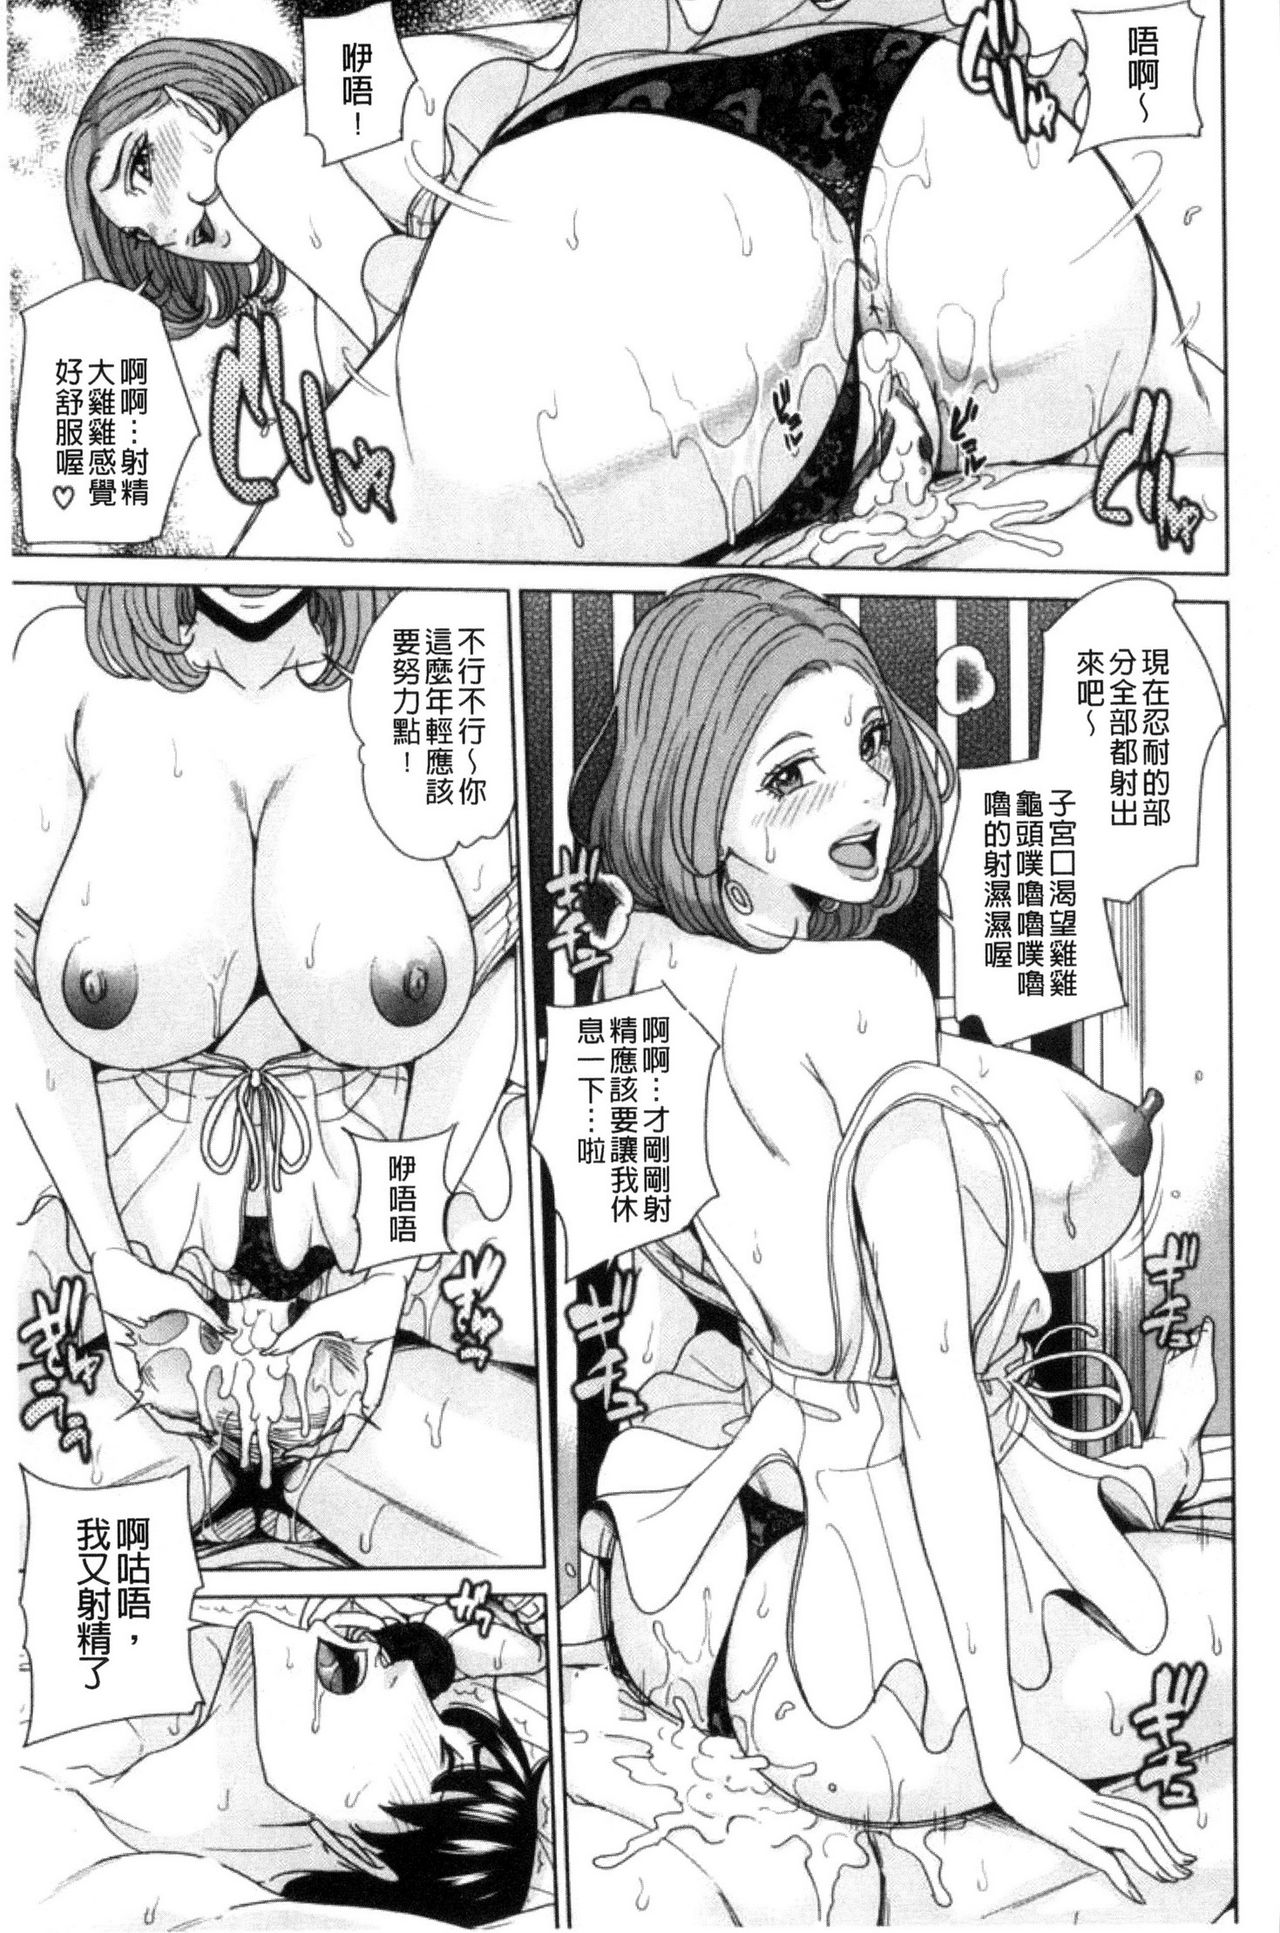 唔啊～
咿唔！
啊啊…射精
大雞雞感覺
好舒服喔♡
現在忍耐的部
分全部都射出
來吧～
子宮口渴望雞雞
龜頭噗嚕嚕噗嚕
嚕的射濕濕喔
啊啊…才剛剛射
精應該要讓我休
息一下…啦
不行不行～你
這麼年輕應該
要努力點！
咿唔唔
啊咕唔，
我又射精了